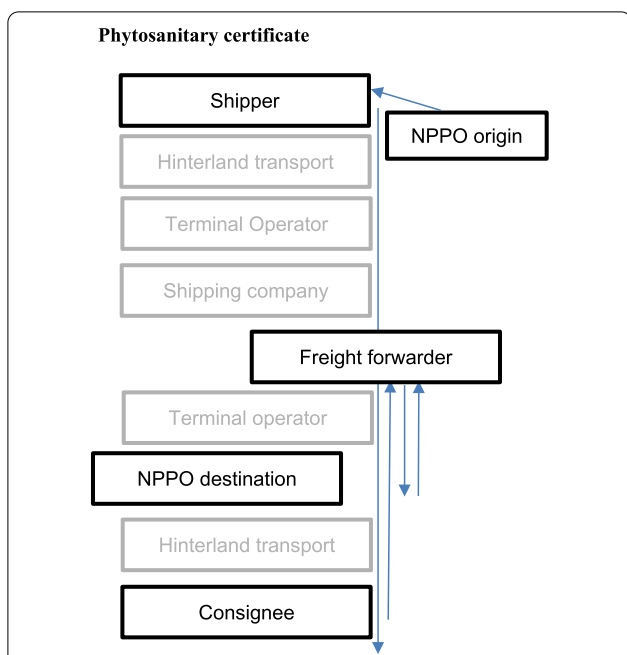 Phytosanitary certificate
Shipper
NPPO origin
Hinterland transport
Terminal Operator
Shipping company
Freight forwarder
Terminal operator
NPPO destination
Hinterland transport
Consignee